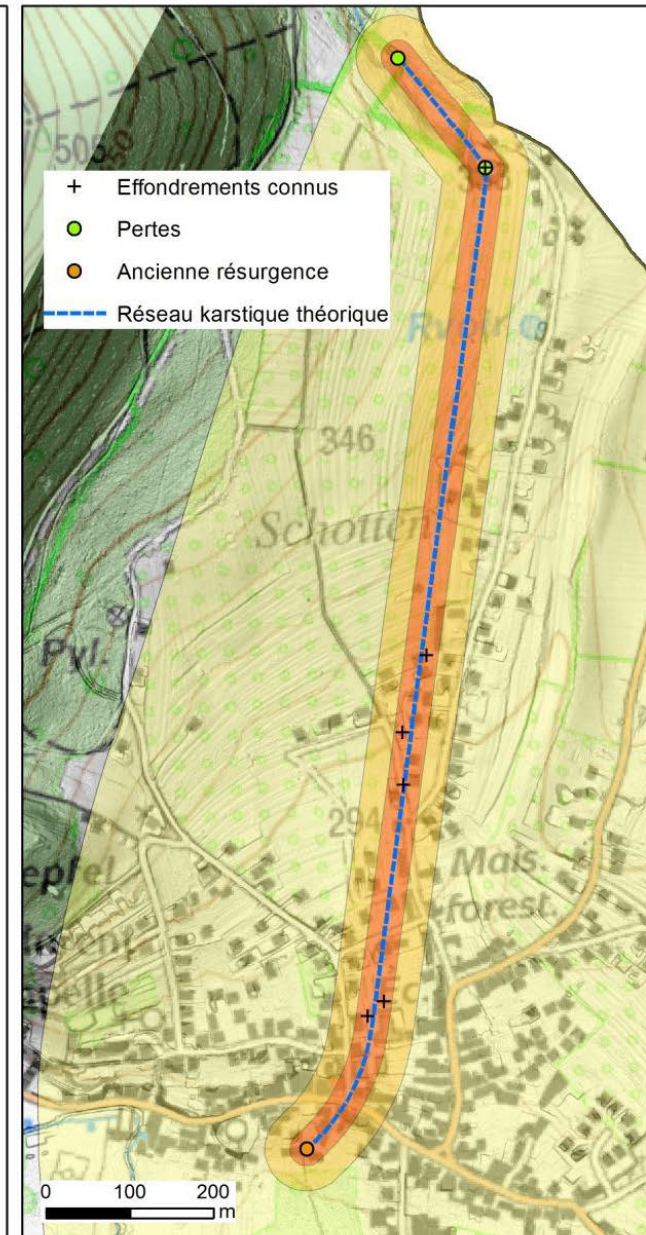 505
Effondrements connus
Pertes
Ancienne résurgence
Réseau karstique théorique
346
Schotten
Pyl.
294
Mais.
forest.
0 100 200
m